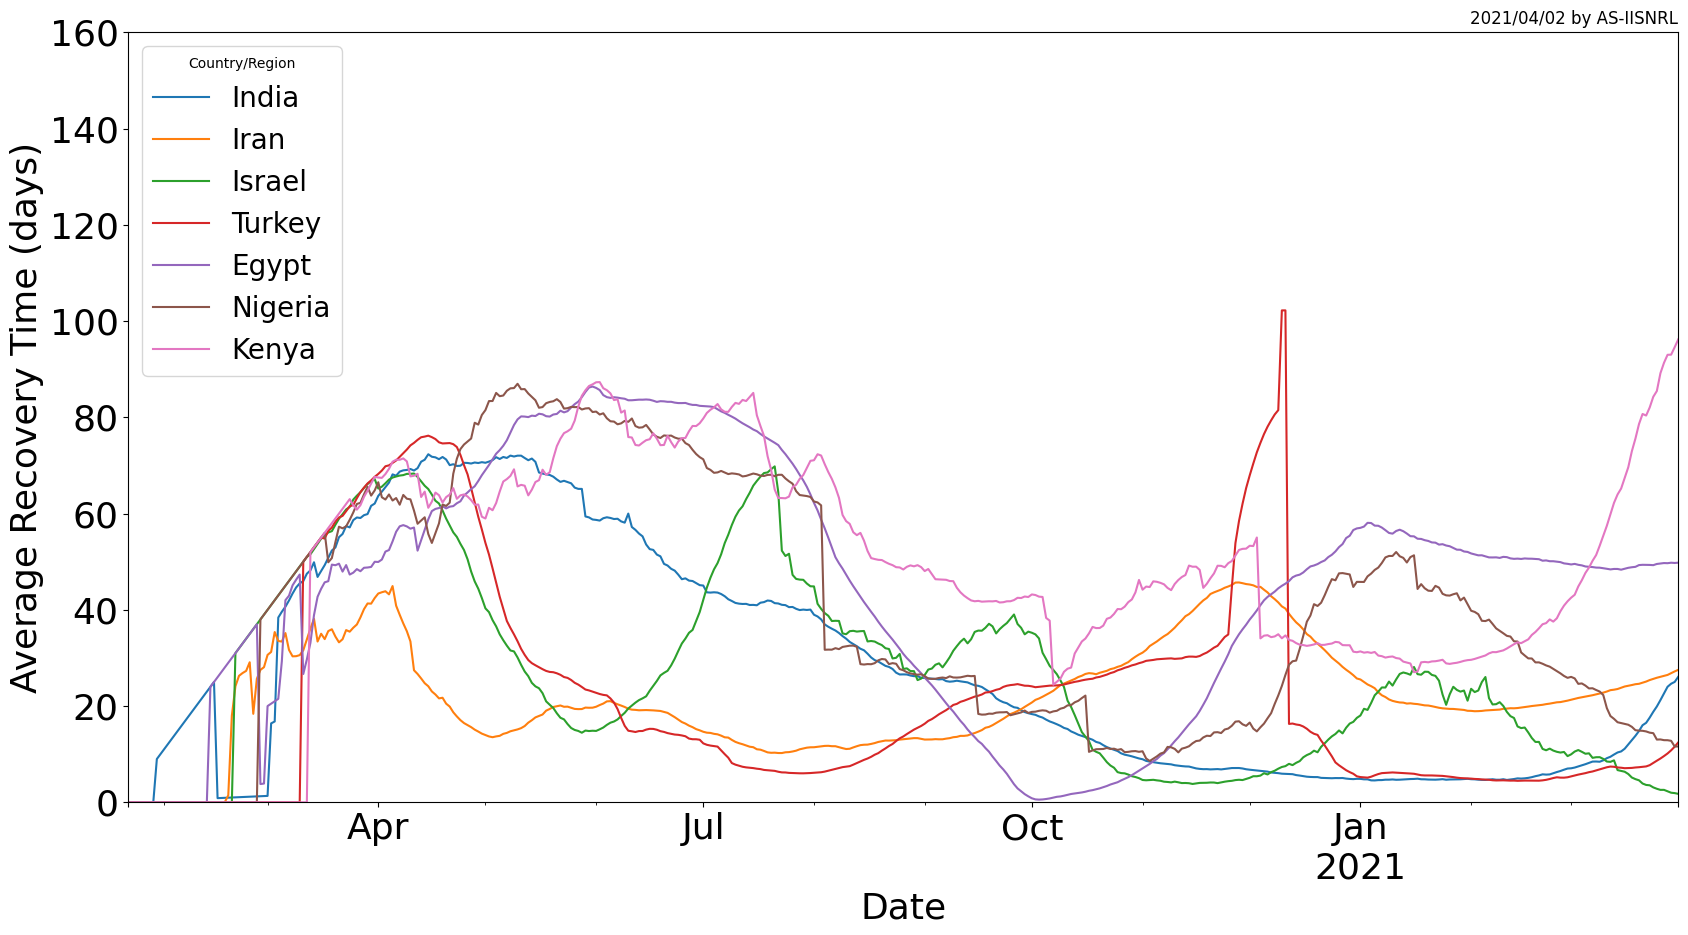 2021/04/02 by AS-IISNRL
160
140
120
100
80
60
40
20
0
Average Recovery Time (days)
Country/Region
India
Iran
Israel
Turkey
Egypt
Nigeria
Kenya
Apr
Jul
Oct
Jan
2021
Date